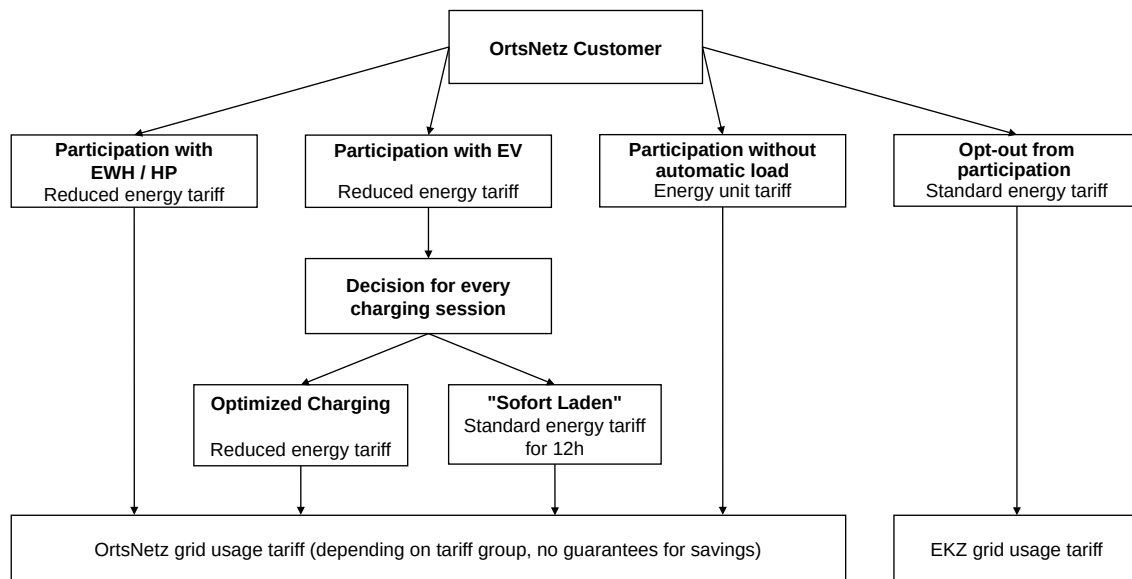 OrtsNetz Customer
Participation with
EWH / HP
Reduced energy tariff
Participation with EV
Reduced energy tariff
Participation without
automatic load
Energy unit tariff
Opt-out from
participation
Standard energy tariff
Decision for every
charging session
Optimized Charging
Reduced energy tariff
"Sofort Laden"
Standard energy tariff
for 12h
OrtsNetz grid usage tariff (depending on tariff group, no guarantees for savings)
EKZ grid usage tariff